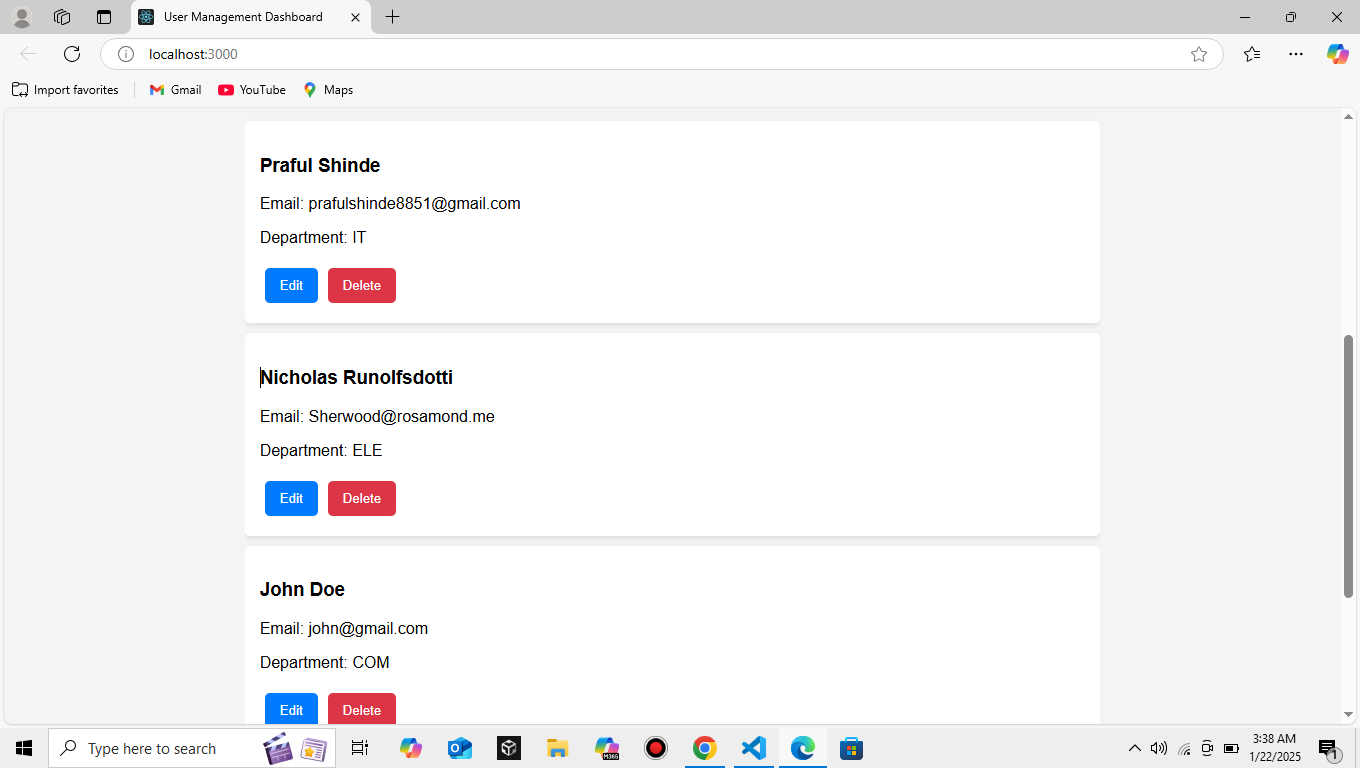 User Management Dashboard
localhost:3000
Import favorites
Gmail
YouTube
Maps
Praful Shinde
Email: prafulshinde8851@gmail.com
Department: IT
Edit
Delete
Nicholas Runolfsdotti
Email: Sherwood@rosamond.me
Department: ELE
Edit
Delete
John Doe
Email: john@gmail.com
Department: COM
Edit
Delete
Type here to search
M365
3:38 AM
1/22/2025
1